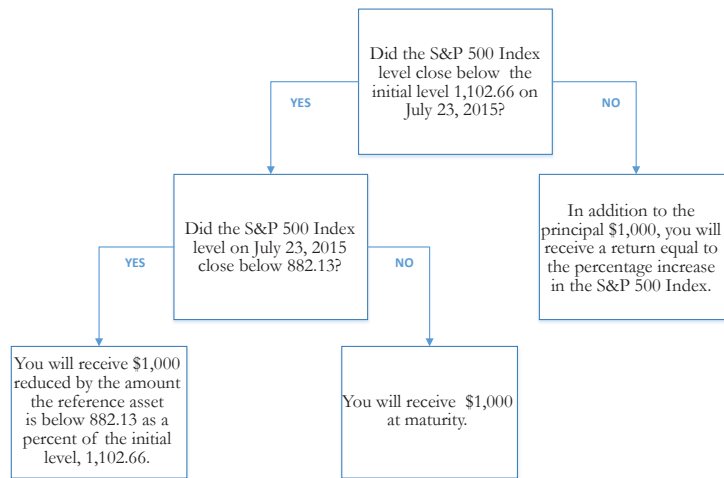 Did the S&P 500 Index
level close below the
initial level 1,102.66 on
July 23, 2015?
YES
NO
Did the S&P 500 Index
level on July 23, 2015
close below 882.13?
In addition to the
principal $1,000, you will
receive a return equal to
the percentage increase
in the S&P 500 Index.
YES
NO
You will receive $1,000
reduced by the amount
the reference asset
is below 882.13 as a
percent of the initial
level, 1,102.66.
You will receive $1,000
at maturity.